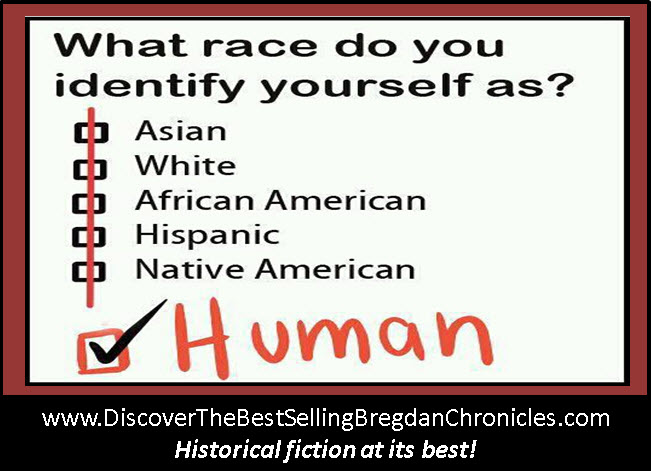 What race do you
identify yourself as?
Asian
White
African American
Hispanic
Native American
Human
www.DiscoverTheBestSellingBregdanChronicles.com
Historical fiction at its best!